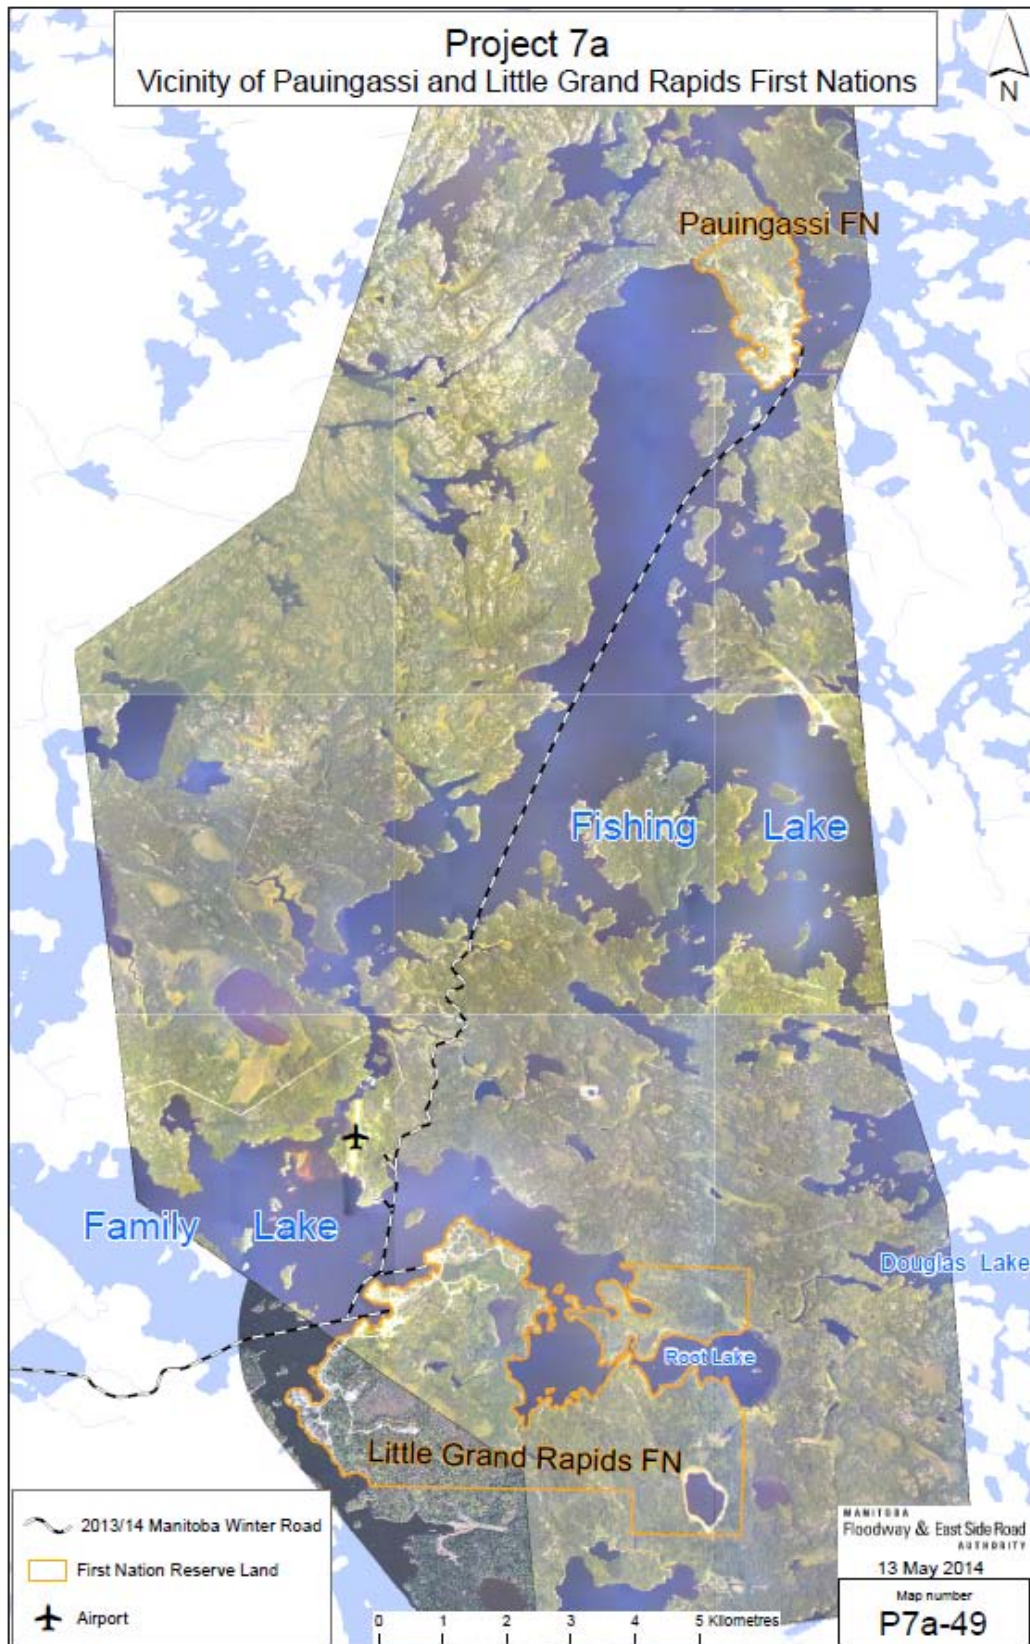 Project 7a
Vicinity of Pauingassi and Little Grand Rapids First Nations
N
Pauingassi FN
Fishing Lake
Family Lake
Douglas Lake
Root Lake
Little Grand Rapids FN
2013/14 Manitoba Winter Road
First Nation Reserve Land
Airport
0 1 2 3 4 5 Kilometres
MANITOBA
Floodway & East Side Road
AUTHORITY
13 May 2014
Map number
P7a-49